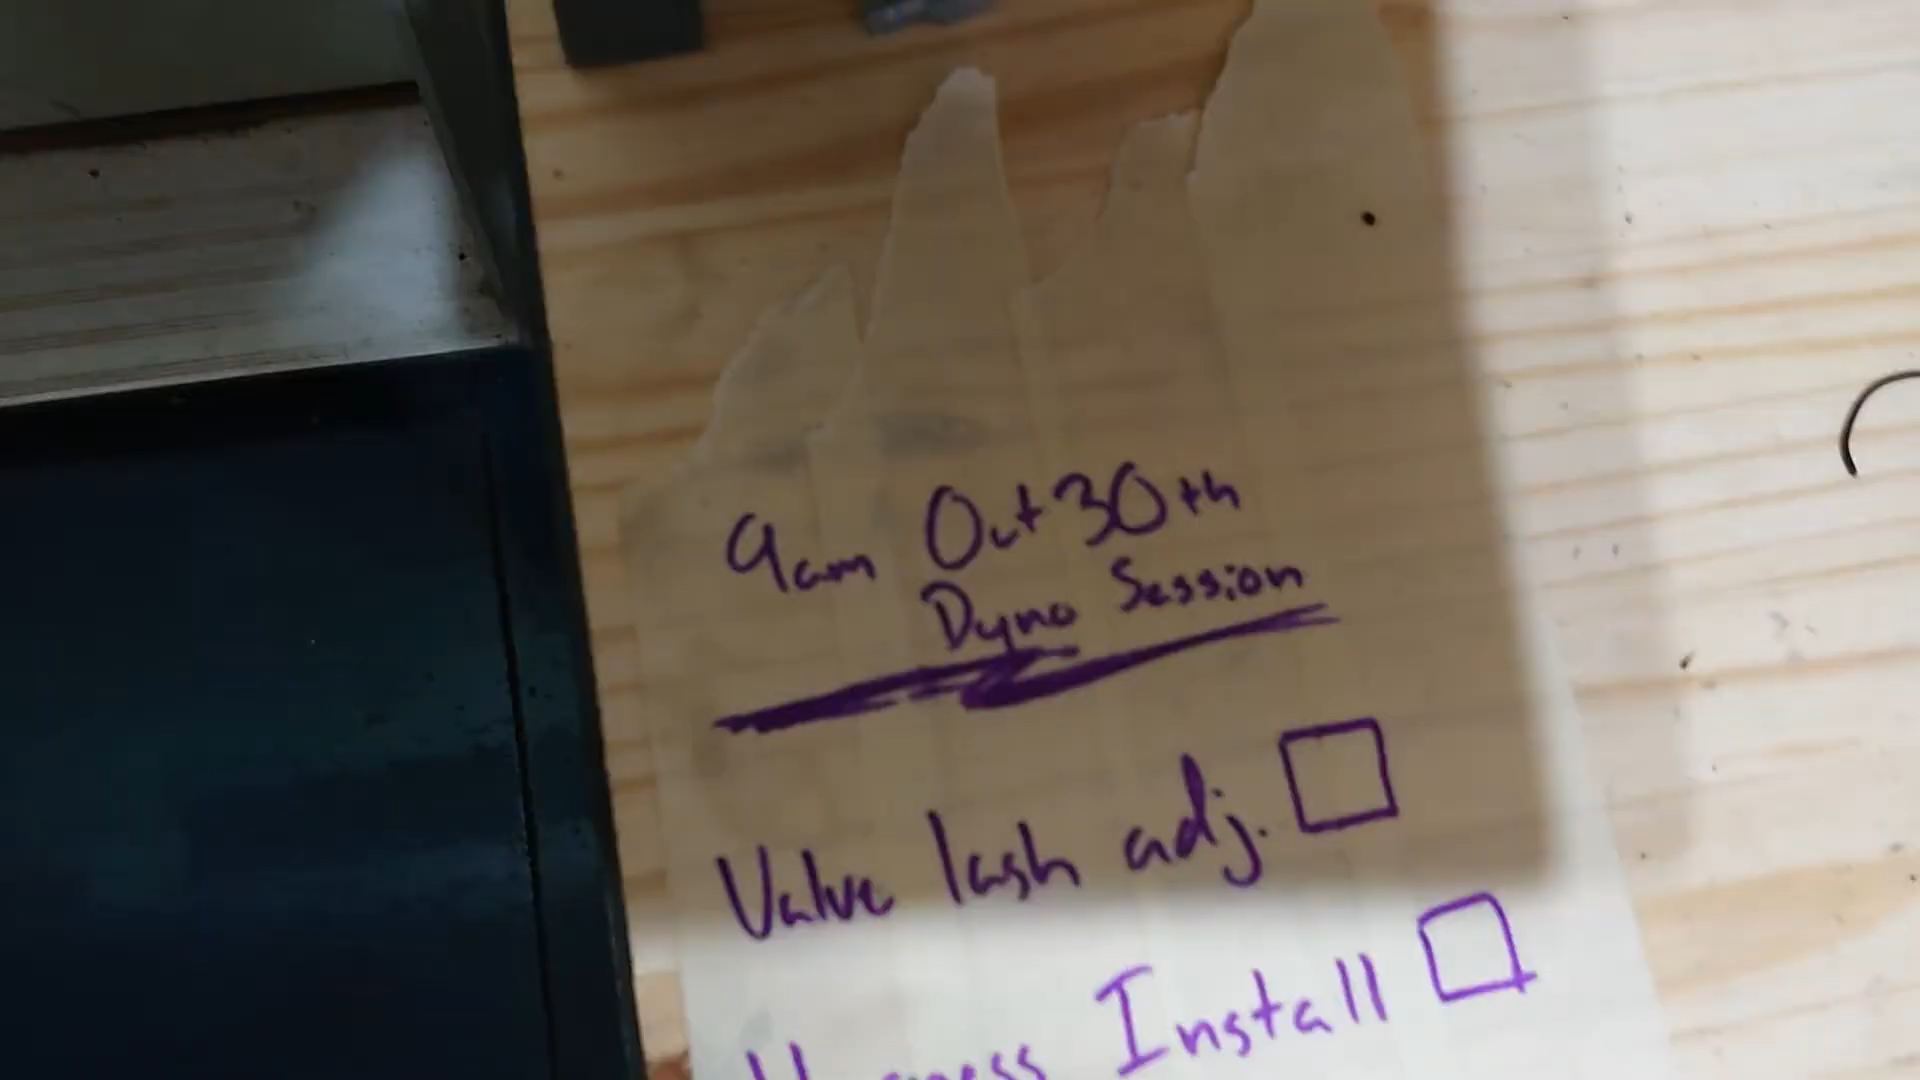 9am Oct 30th
Dyno Session
Valve lash adj.
Install